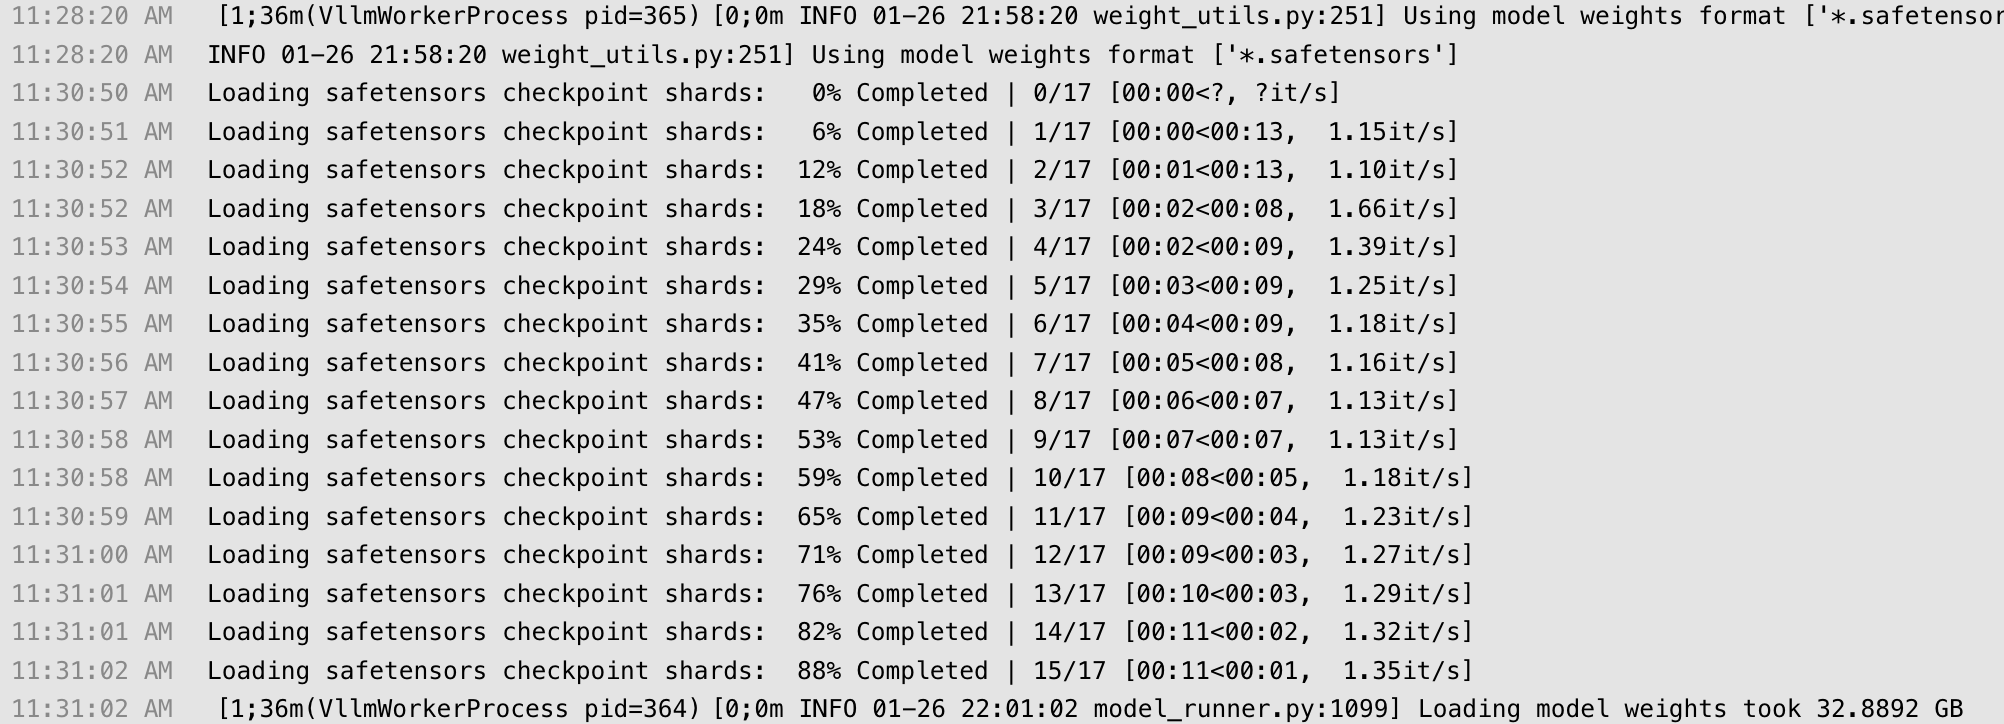 11:28:20 AM [1;36m(VllmWorkerProcess pid=365) [0;0m INFO 01-26 21:58:20 weight_utils.py:251] Using model weights format ['*.safetensor
11:28:20 AM INFO 01-26 21:58:20 weight_utils.py:251] Using model weights format ['*.safetensors']
11:30:50 AM Loading safetensors checkpoint shards:   0% Completed | 0/17 [00:00<?, ?it/s]
11:30:51 AM Loading safetensors checkpoint shards:   6% Completed | 1/17 [00:00<00:13,  1.15it/s]
11:30:52 AM Loading safetensors checkpoint shards:  12% Completed | 2/17 [00:01<00:13,  1.10it/s]
11:30:52 AM Loading safetensors checkpoint shards:  18% Completed | 3/17 [00:02<00:08,  1.66it/s]
11:30:53 AM Loading safetensors checkpoint shards:  24% Completed | 4/17 [00:02<00:09,  1.39it/s]
11:30:54 AM Loading safetensors checkpoint shards:  29% Completed | 5/17 [00:03<00:09,  1.25it/s]
11:30:55 AM Loading safetensors checkpoint shards:  35% Completed | 6/17 [00:04<00:09,  1.18it/s]
11:30:56 AM Loading safetensors checkpoint shards:  41% Completed | 7/17 [00:05<00:08,  1.16it/s]
11:30:57 AM Loading safetensors checkpoint shards:  47% Completed | 8/17 [00:06<00:07,  1.13it/s]
11:30:58 AM Loading safetensors checkpoint shards:  53% Completed | 9/17 [00:07<00:07,  1.13it/s]
11:30:58 AM Loading safetensors checkpoint shards:  59% Completed | 10/17 [00:08<00:05,  1.18it/s]
11:30:59 AM Loading safetensors checkpoint shards:  65% Completed | 11/17 [00:09<00:04,  1.23it/s]
11:31:00 AM Loading safetensors checkpoint shards:  71% Completed | 12/17 [00:09<00:03,  1.27it/s]
11:31:01 AM Loading safetensors checkpoint shards:  76% Completed | 13/17 [00:10<00:03,  1.29it/s]
11:31:01 AM Loading safetensors checkpoint shards:  82% Completed | 14/17 [00:11<00:02,  1.32it/s]
11:31:02 AM Loading safetensors checkpoint shards:  88% Completed | 15/17 [00:11<00:01,  1.35it/s]
11:31:02 AM [1;36m(VllmWorkerProcess pid=364) [0;0m INFO 01-26 22:01:02 model_runner.py:1099] Loading model weights took 32.8892 GB